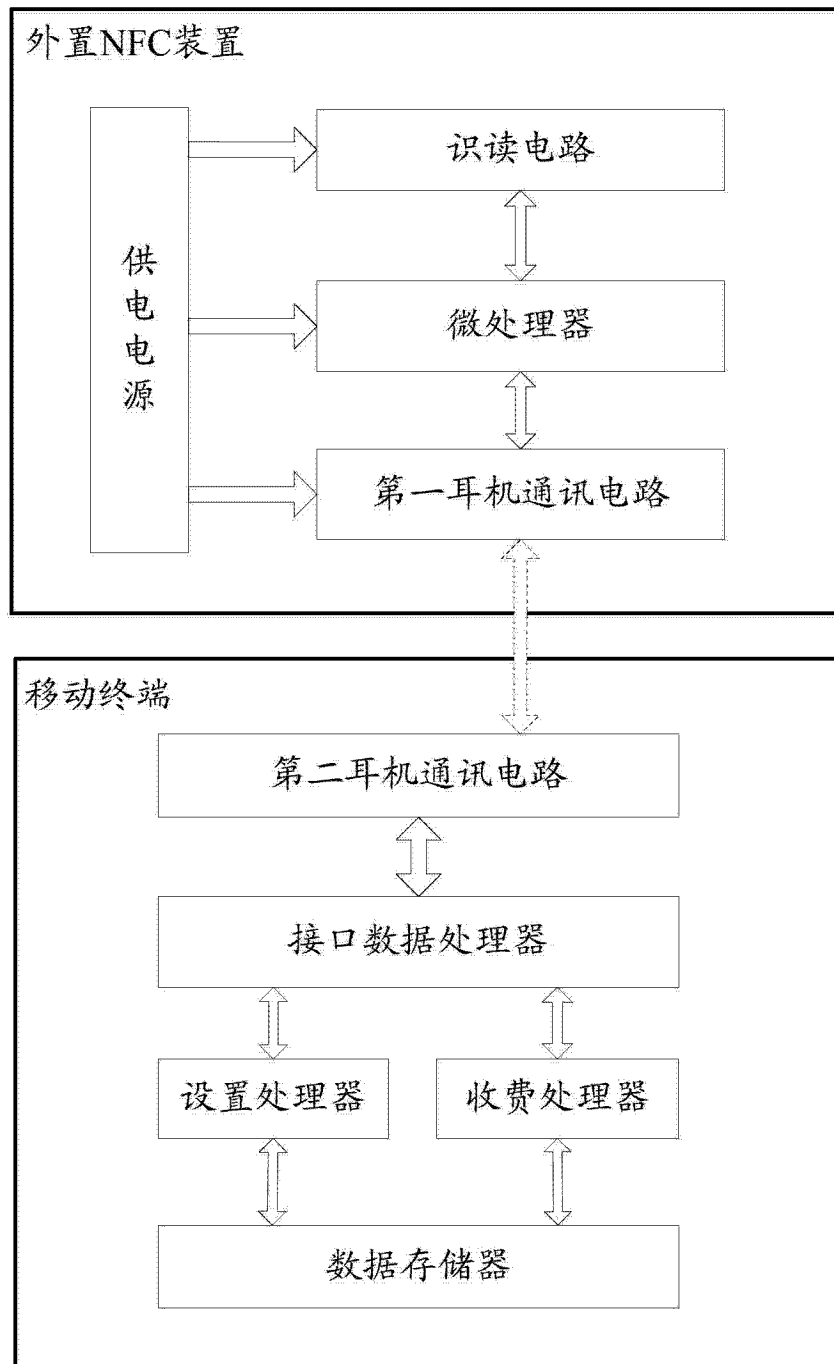 外置NFC装置
识读电路
供电电源
微处理器
第一耳机通讯电路
移动终端
第二耳机通讯电路
接口数据处理器
设置处理器
收费处理器
数据存储器